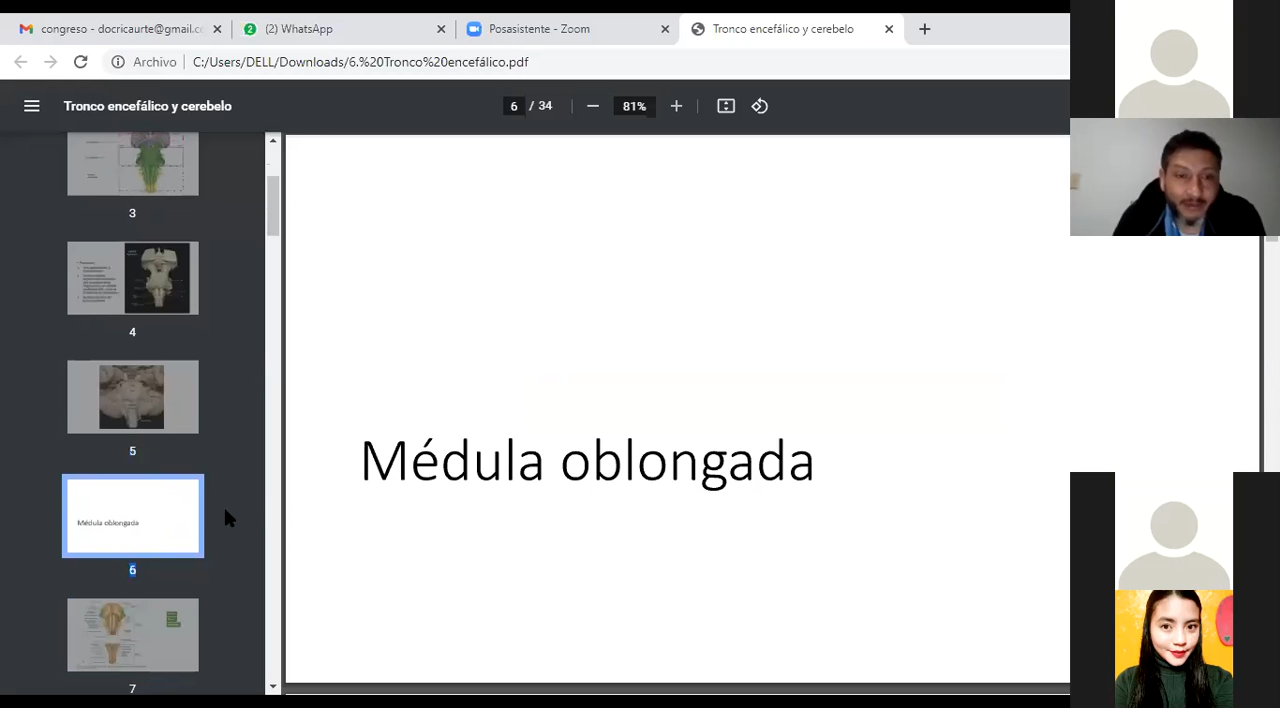 congreso - docricaurte@gmail.co
(2) WhatsApp
Posasistente - Zoom
Tronco encefálico y cerebelo
Archivo
C:/Users/DELL/Downloads/6.%20Tronco%20encefálico.pdf
Tronco encefálico y cerebelo
6 / 34
81%
3
4
5
Médula oblongada
6
7
Médula oblongada